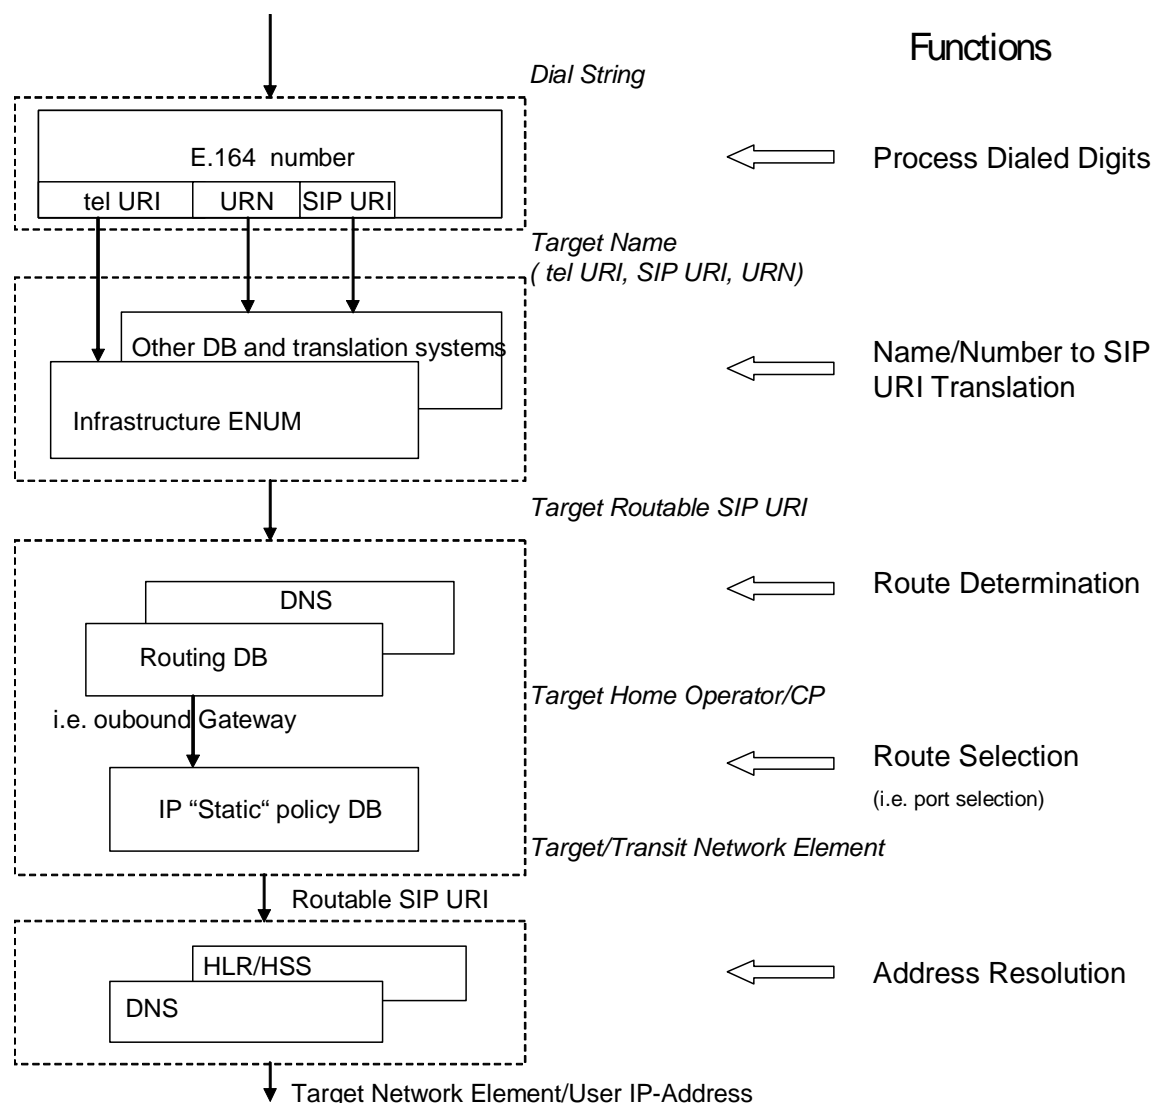 Functions
Dial String
E.164 number
Process Dialed Digits
tel URI
URN
SIP URI
Target Name
( tel URI, SIP URI, URN)
Other DB and translation systems
Name/Number to SIP
URI Translation
Infrastructure ENUM
Target Routable SIP URI
DNS
Route Determination
Routing DB
Target Home Operator/CP
i.e. oubound Gateway
Route Selection
(i.e. port selection)
IP “Static“ policy DB
Target/Transit Network Element
Routable SIP URI
HLR/HSS
Address Resolution
DNS
Target Network Element/User IP-Address